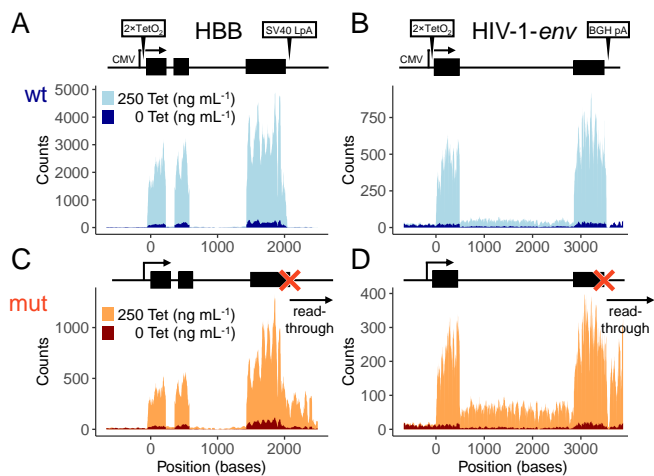 A
2×TetO₂
HBB
SV40 LpA
CMV
wt
250 Tet (ng mL⁻¹)
0 Tet (ng mL⁻¹)
Counts
5000
4000
3000
2000
1000
0
0
1000
2000
B
2×TetO₂
HIV-1-env
BGH pA
CMV
Counts
750
500
250
0
0
1000
2000
3000
C
mut
250 Tet (ng mL⁻¹)
0 Tet (ng mL⁻¹)
read-
through
Counts
1000
500
0
0
1000
2000
Position (bases)
D
read-
through
Counts
400
300
200
100
0
0
1000
2000
3000
Position (bases)